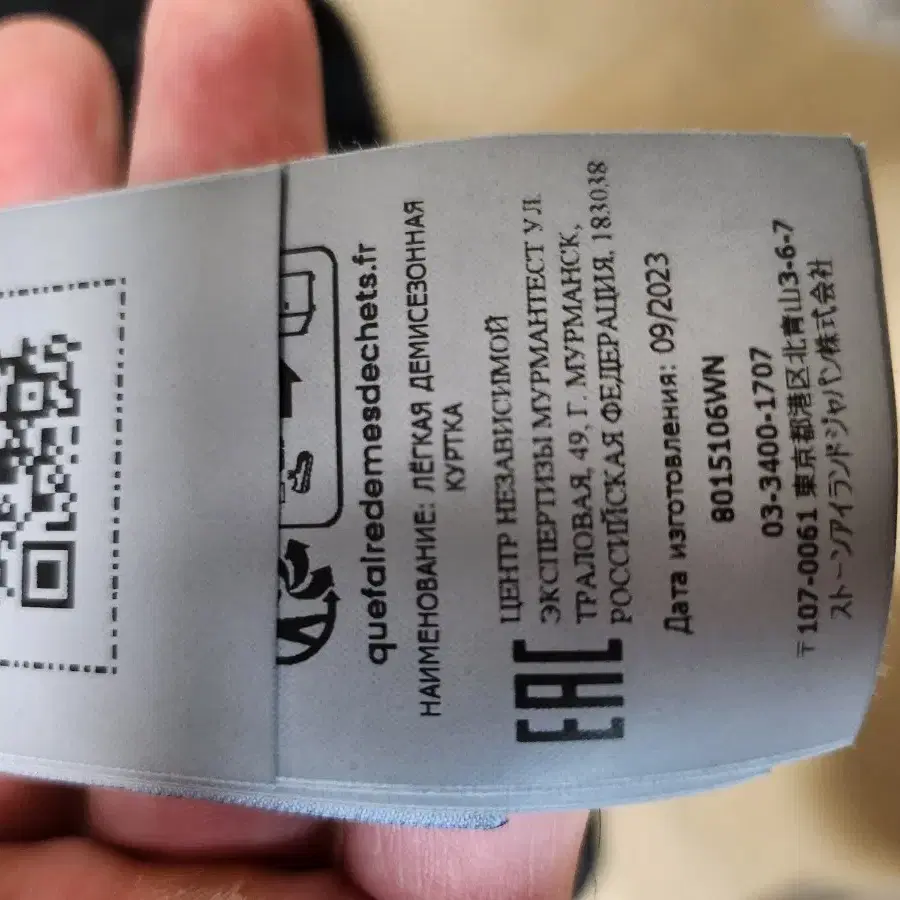 quefairedemesdechets.fr
НАИМЕНОВАНИЕ: ЛЁГКАЯ ДЕМИСЕЗОННАЯ
КУРТКА
EAC
ЦЕНТР НЕЗАВИСИМОЙ
ЭКСПЕРТИЗЫ МУРМАНТЕСТ УЛ.
ТРАЛОВАЯ, 49, Г. МУРМАНСК,
РОССИЙСКАЯ ФЕДЕРАЦИЯ, 183038
Дата изготовления: 09/2023
8015106WN
03-3400-1707
〒107-0061 東京都港区北青山3-6-7
ストーンアイランドジャパン株式会社